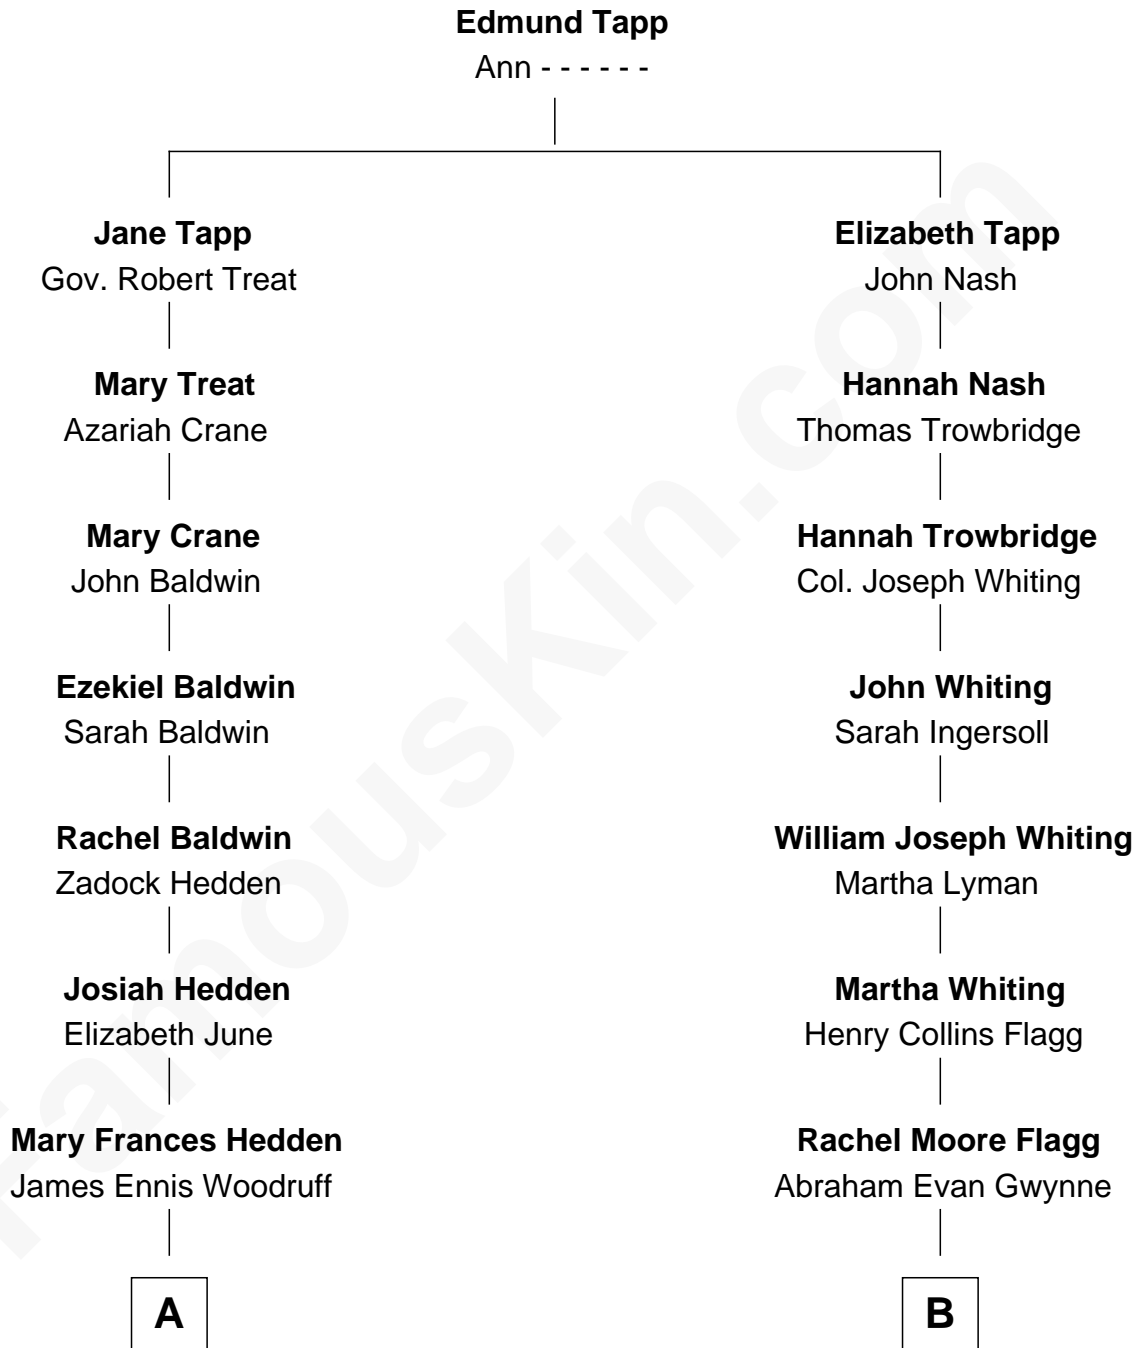 Edmund Tapp
Ann - - - - - -
Jane Tapp
Gov. Robert Treat
Elizabeth Tapp
John Nash
Mary Treat
Azariah Crane
Hannah Nash
Thomas Trowbridge
Mary Crane
John Baldwin
Hannah Trowbridge
Col. Joseph Whiting
Ezekiel Baldwin
Sarah Baldwin
John Whiting
Sarah Ingersoll
Rachel Baldwin
Zadock Hedden
William Joseph Whiting
Martha Lyman
Josiah Hedden
Elizabeth June
Martha Whiting
Henry Collins Flagg
Mary Frances Hedden
James Ennis Woodruff
Rachel Moore Flagg
Abraham Evan Gwynne
A
B
FamousKin.com